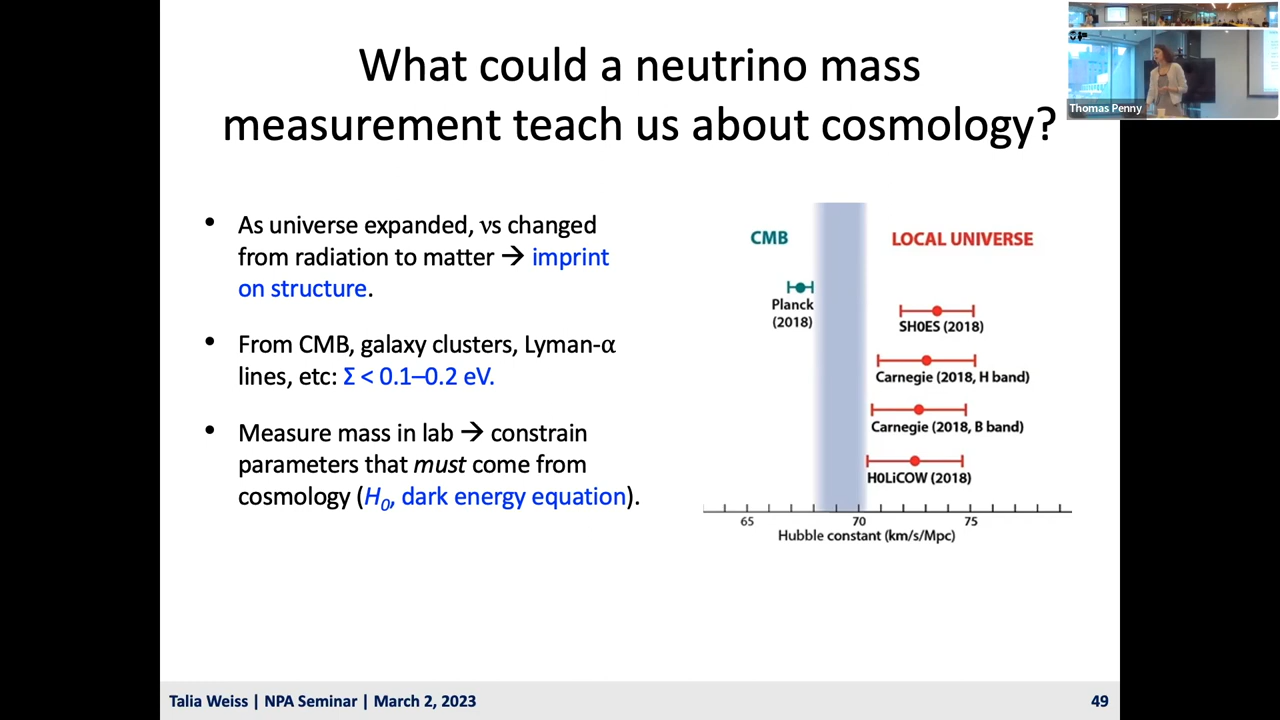 What could a neutrino mass
measurement teach us about cosmology?
Thomas Penny
• As universe expanded, νs changed
from radiation to matter → imprint
on structure.
• From CMB, galaxy clusters, Lyman-α
lines, etc: Σ < 0.1–0.2 eV.
• Measure mass in lab → constrain
parameters that must come from
cosmology (H0, dark energy equation).
CMB
LOCAL UNIVERSE
Planck
(2018)
SH0ES (2018)
Carnegie (2018, H band)
Carnegie (2018, B band)
H0LiCOW (2018)
65 70 75
Hubble constant (km/s/Mpc)
Talia Weiss | NPA Seminar | March 2, 2023
49